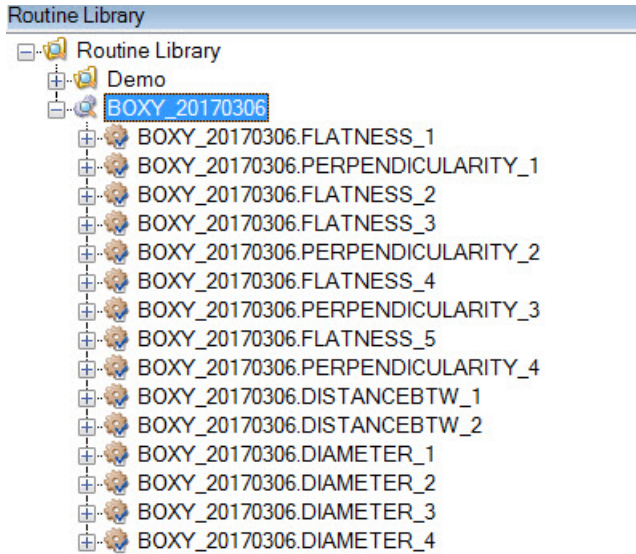 Routine Library
Routine Library
Demo
BOXY_20170306
BOXY_20170306.FLATNESS_1
BOXY_20170306.PERPENDICULARITY_1
BOXY_20170306.FLATNESS_2
BOXY_20170306.FLATNESS_3
BOXY_20170306.PERPENDICULARITY_2
BOXY_20170306.FLATNESS_4
BOXY_20170306.PERPENDICULARITY_3
BOXY_20170306.FLATNESS_5
BOXY_20170306.PERPENDICULARITY_4
BOXY_20170306.DISTANCEBTW_1
BOXY_20170306.DISTANCEBTW_2
BOXY_20170306.DIAMETER_1
BOXY_20170306.DIAMETER_2
BOXY_20170306.DIAMETER_3
BOXY_20170306.DIAMETER_4